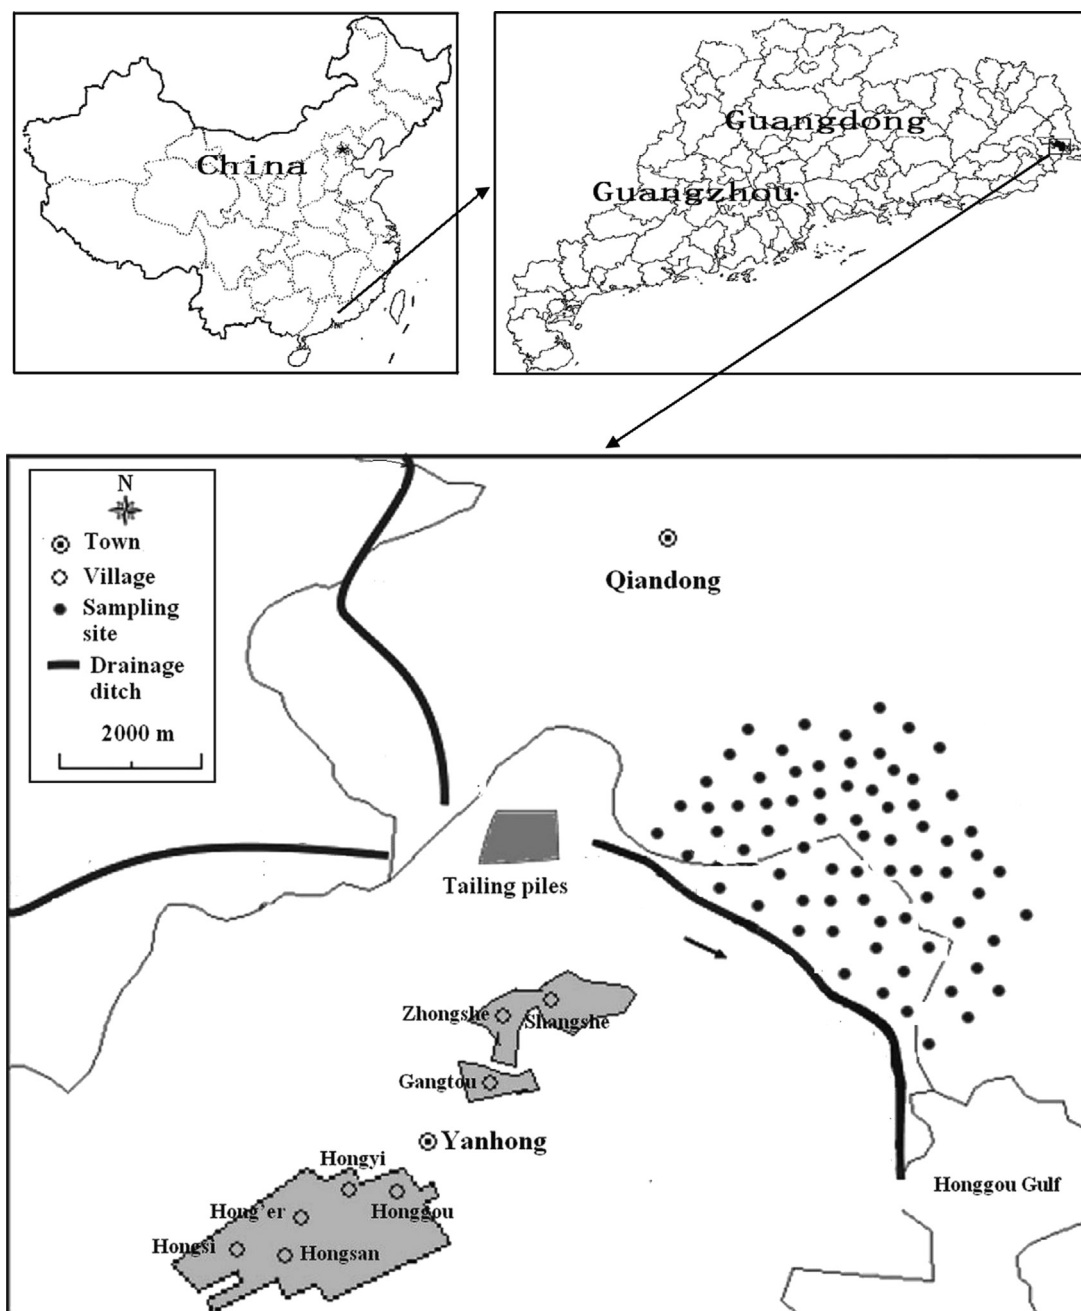 China
Guangdong
Guangzhou
N
Town
Village
Sampling
site
Drainage
ditch
2000 m
Qiandong
Tailing piles
Zhongshe
Shangshe
Gangtou
Yanhong
Hongyi
Hong'er
Honggou
Hongsi
Hongsan
Honggou Gulf